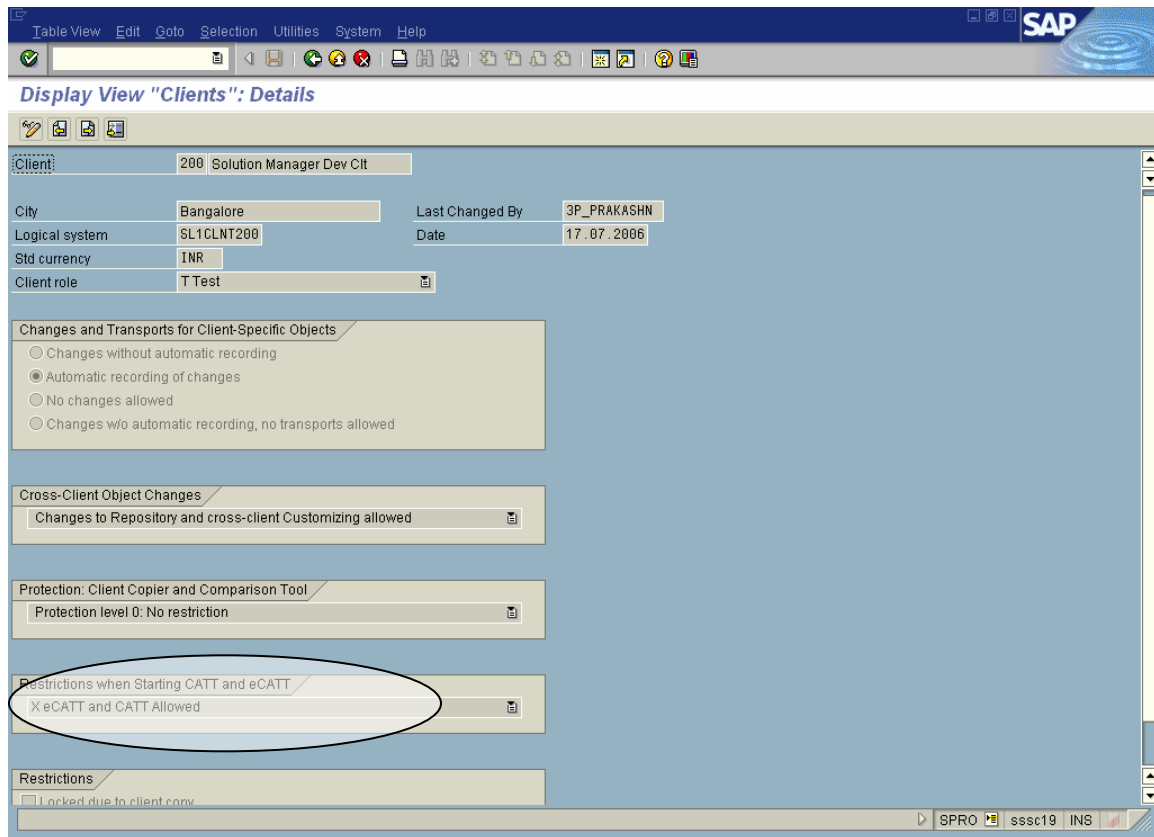 Table View Edit Goto Selection Utilities System Help
SAP
Display View "Clients": Details
Client 200 Solution Manager Dev Clt
City Bangalore Last Changed By 3P_PRAKASHN
Logical system SL1CLNT200 Date 17.07.2006
Std currency INR
Client role T Test
Changes and Transports for Client-Specific Objects
Changes without automatic recording
Automatic recording of changes
No changes allowed
Changes w/o automatic recording, no transports allowed
Cross-Client Object Changes
Changes to Repository and cross-client Customizing allowed
Protection: Client Copier and Comparison Tool
Protection level 0: No restriction
Restrictions when Starting CATT and eCATT
X eCATT and CATT Allowed
Restrictions
Locked due to client copy
SPRO sssc19 INS